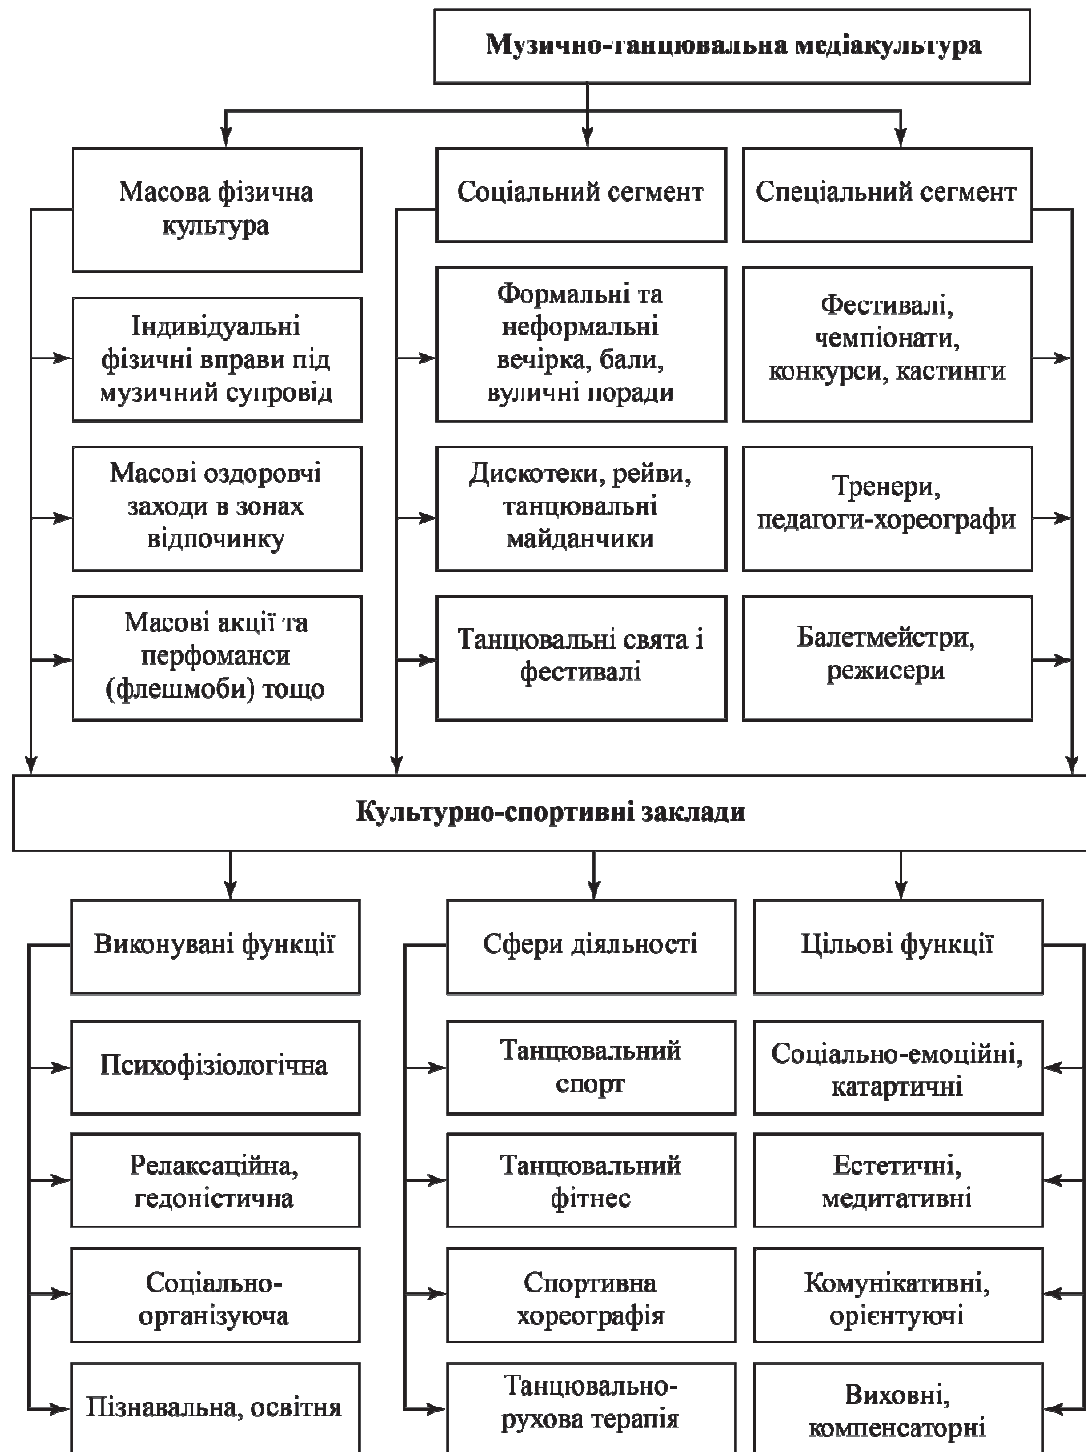 Музично-танцювальна медіакультура
Масова фізична
культура
Соціальний сегмент
Спеціальний сегмент
Індивідуальні
фізичні вправи під
музичний супровід
Формальні та
неформальні
вечірка, бали,
вуличні поради
Фестивалі,
чемпіонати,
конкурси, кастинги
Масові оздоровчі
заходи в зонах
відпочинку
Дискотеки, рейви,
танцювальні
майданчики
Тренери,
педагоги-хореографи
Масові акції та
перфоманси
(флешмоби) тощо
Танцювальні свята і
фестивалі
Балетмейстри,
режисери
Культурно-спортивні заклади
Виконувані функції
Сфери діяльності
Цільові функції
Психофізіологічна
Танцювальний
спорт
Соціально-емоційні,
катартичні
Релаксаційна,
гедоністична
Танцювальний
фітнес
Естетичні,
медитативні
Соціально-
організуюча
Спортивна
хореографія
Комунікативні,
орієнтуючі
Пізнавальна, освітня
Танцювально-
рухова терапія
Виховні,
компенсаторні